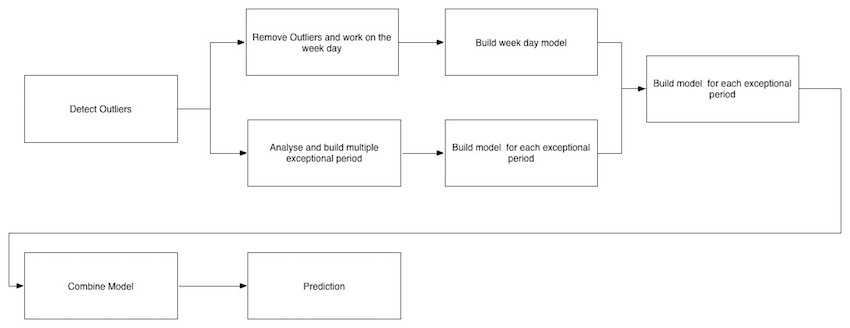 Remove Outliers and work on the
week day
Build week day model
Build model  for each exceptional
period
Detect Outliers
Analyse and build multiple
exceptional period
Build model  for each exceptional
period
Combine Model
Prediction